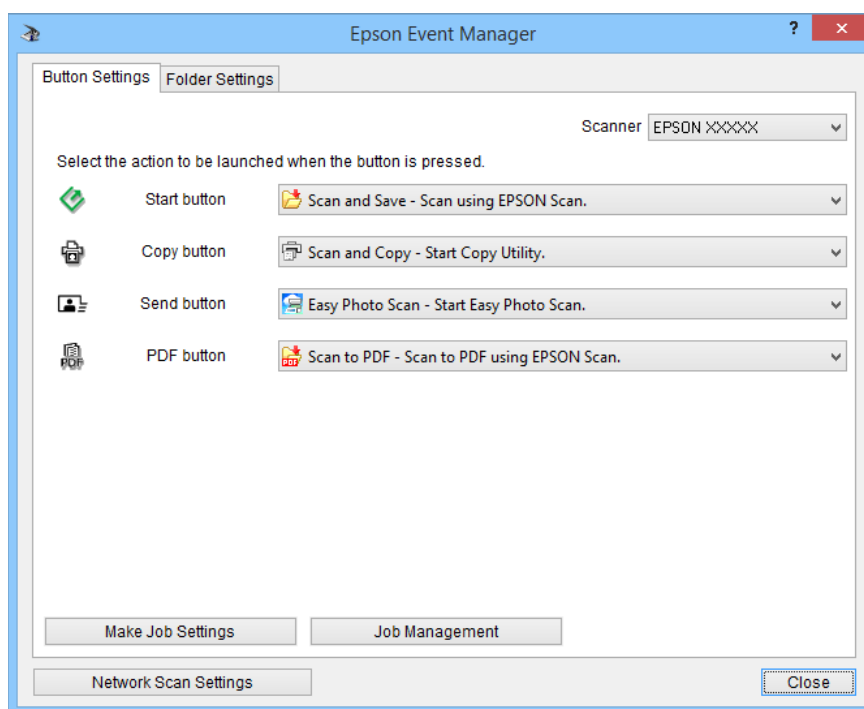 Epson Event Manager ? ×
Button Settings Folder Settings
Scanner EPSON XXXXX
Select the action to be launched when the button is pressed.
Start button Scan and Save - Scan using EPSON Scan.
Copy button Scan and Copy - Start Copy Utility.
Send button Easy Photo Scan - Start Easy Photo Scan.
PDF PDF button PDF Scan to PDF - Scan to PDF using EPSON Scan.
Make Job Settings Job Management
Network Scan Settings Close